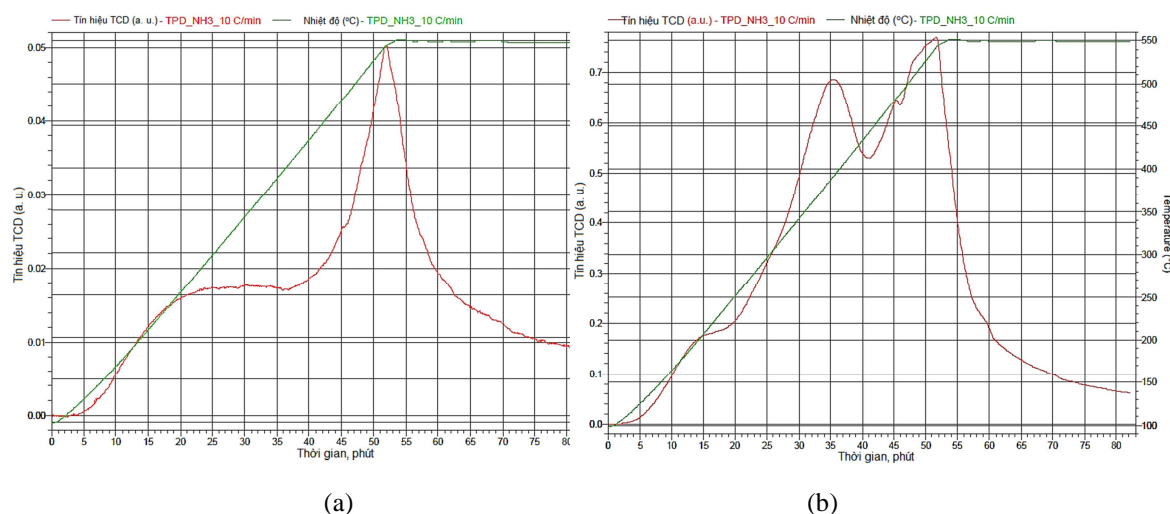 Tín hiệu TCD (a. u.) - TPD_NH3_10 C/min Nhiệt độ (ºC) - TPD_NH3_10 C/min
0.05
0.04
0.03
0.02
0.01
0.00
Tín hiệu TCD (a. u.)
0 5 10 15 20 25 30 35 40 45 50 55 60 65 70 75 80
Thời gian, phút
(a)
Tín hiệu TCD (a.u.) - TPD_NH3_10 C/min Nhiệt độ (ºC) - TPD_NH3_10 C/min
0.7
0.6
0.5
0.4
0.3
0.2
0.1
0.0
Tín hiệu TCD (a. u.)
550
500
450
400
350
300
250
200
150
100
Temperature (°C)
0 5 10 15 20 25 30 35 40 45 50 55 60 65 70 75 80
Thời gian, phút
(b)